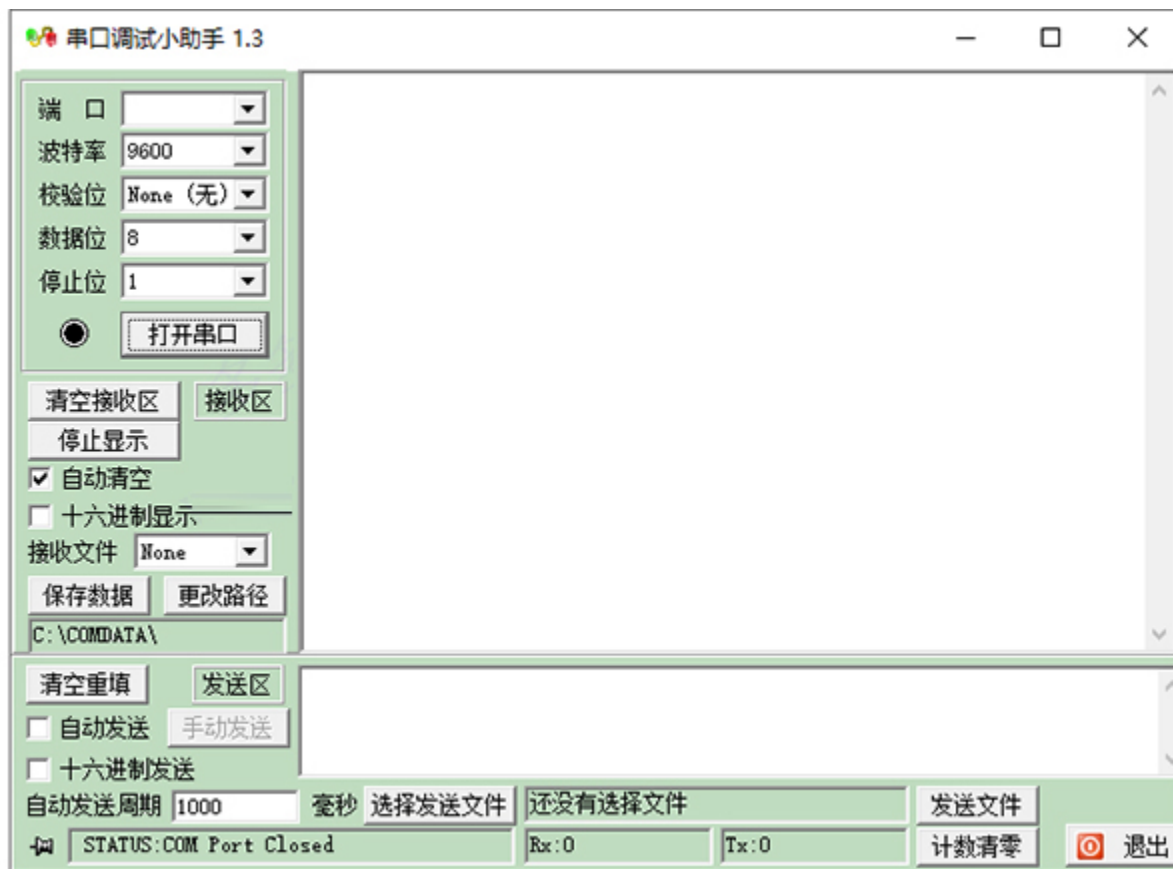 串口调试小助手 1.3
端 口
波特率 9600
校验位 None (无)
数据位 8
停止位 1
打开串口
清空接收区 接收区
停止显示
自动清空
十六进制显示
接收文件 None
保存数据 更改路径
C:\COMDATA\
清空重填 发送区
自动发送 手动发送
十六进制发送
自动发送周期 1000 毫秒 选择发送文件 还没有选择文件 发送文件
STATUS:COM Port Closed Rx:0 Tx:0 计数清零 退出